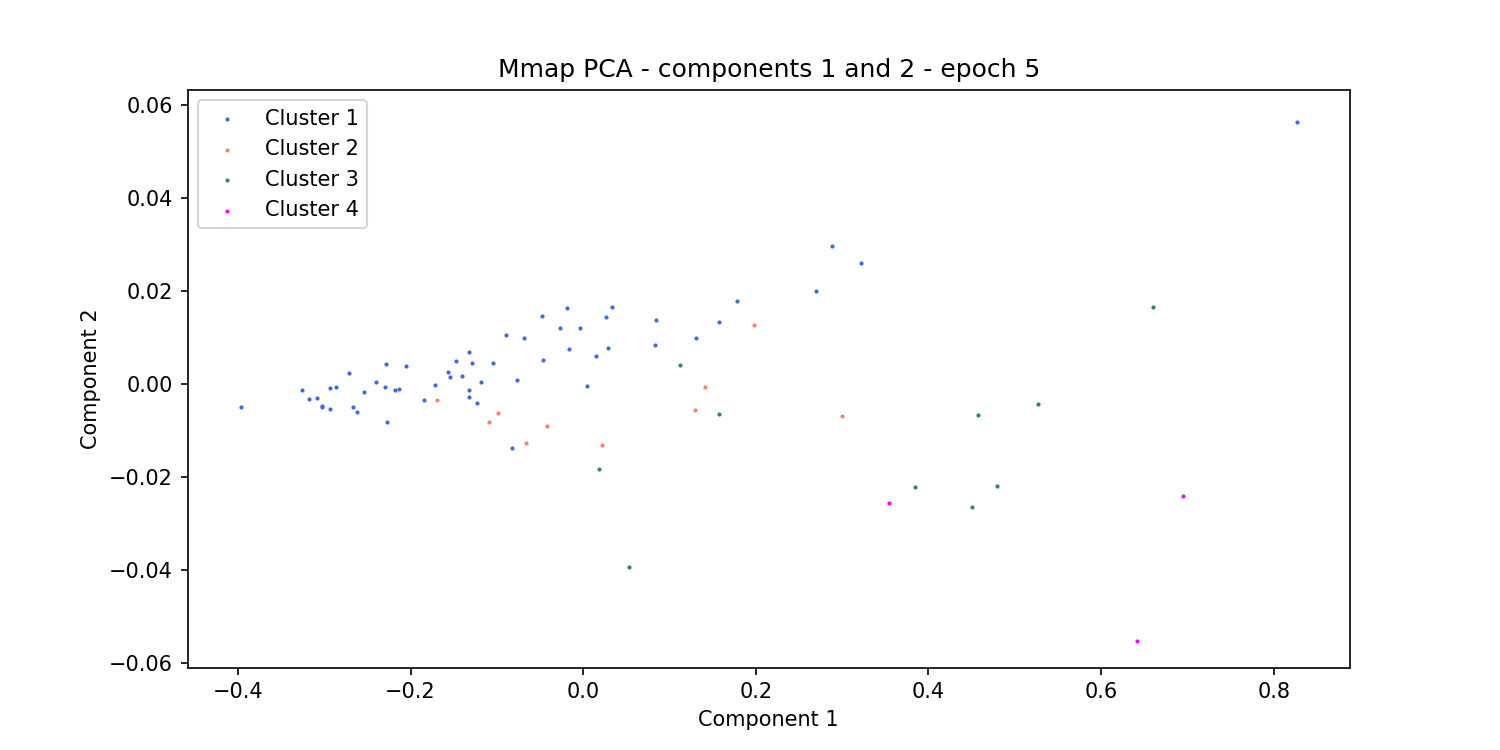 Mmap PCA - components 1 and 2 - epoch 5
Cluster 1
Cluster 2
Cluster 3
Cluster 4
0.06
0.04
0.02
0.00
−0.02
−0.04
−0.06
Component 2
−0.4
−0.2
0.0
0.2
0.4
0.6
0.8
Component 1